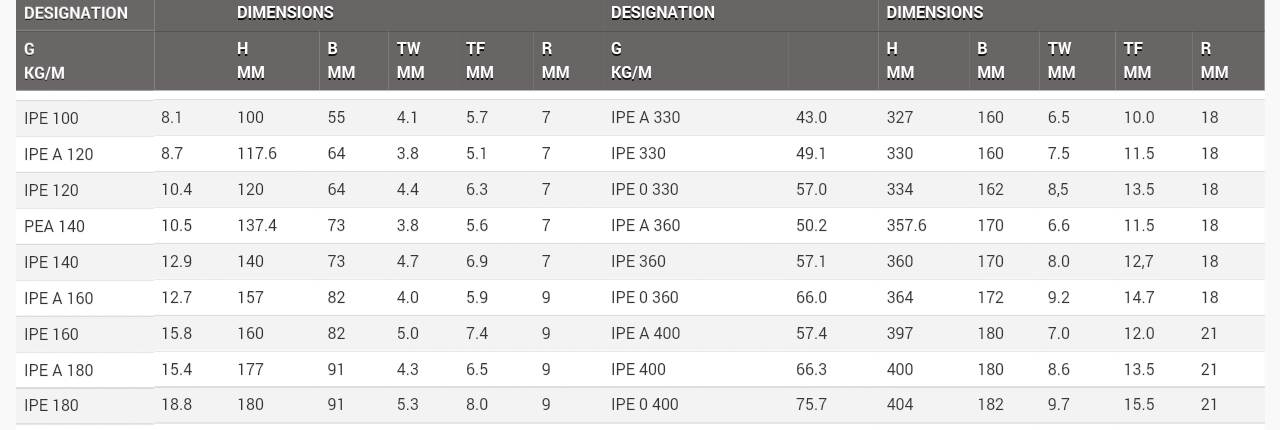 DESIGNATION DIMENSIONS DESIGNATION DIMENSIONS
G H B TW TF R G H B TW TF R
KG/M MM MM MM MM MM KG/M MM MM MM MM MM
IPE 100 8.1 100 55 4.1 5.7 7 IPE A 330 43.0 327 160 6.5 10.0 18
IPE A 120 8.7 117.6 64 3.8 5.1 7 IPE 330 49.1 330 160 7.5 11.5 18
IPE 120 10.4 120 64 4.4 6.3 7 IPE 0 330 57.0 334 162 8,5 13.5 18
PEA 140 10.5 137.4 73 3.8 5.6 7 IPE A 360 50.2 357.6 170 6.6 11.5 18
IPE 140 12.9 140 73 4.7 6.9 7 IPE 360 57.1 360 170 8.0 12,7 18
IPE A 160 12.7 157 82 4.0 5.9 9 IPE 0 360 66.0 364 172 9.2 14.7 18
IPE 160 15.8 160 82 5.0 7.4 9 IPE A 400 57.4 397 180 7.0 12.0 21
IPE A 180 15.4 177 91 4.3 6.5 9 IPE 400 66.3 400 180 8.6 13.5 21
IPE 180 18.8 180 91 5.3 8.0 9 IPE 0 400 75.7 404 182 9.7 15.5 21